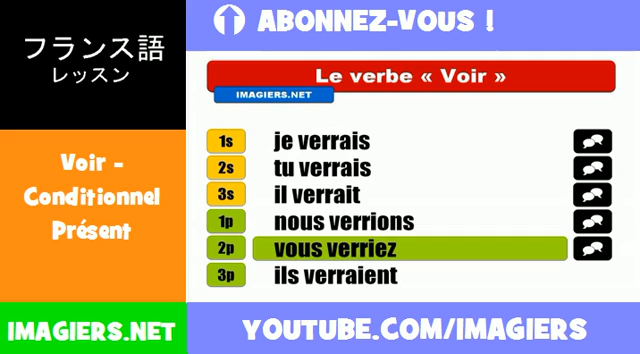 フランス語
レッスン
Voir -
Conditionnel
Présent
IMAGIERS.NET
ABONNEZ-VOUS !
Le verbe « Voir »
IMAGIERS.NET
1s je verrais
2s tu verrais
3s il verrait
1p nous verrions
2p vous verriez
3p ils verraient
YOUTUBE.COM/IMAGIERS